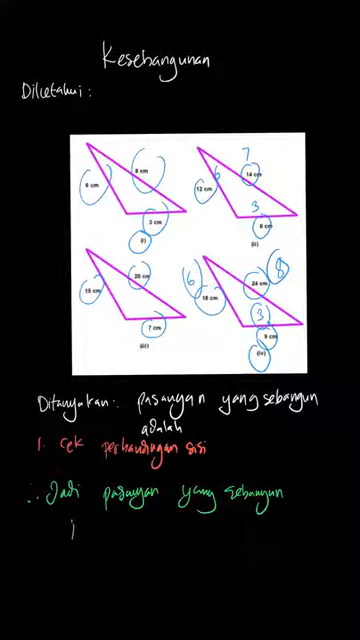 Kesebangunan
Diketahui :
6 cm
8 cm
3 cm
(i)
7
12 cm
6
14 cm
3
6 cm
(ii)
15 cm
20 cm
7 cm
(iii)
6
18 cm
24 cm
8
3
9 cm
(iv)
Ditanyakan : pasangan yang sebangun
adalah
1. Cek perbandingan sisi
∴ Jadi pasangan yang sebangun
i